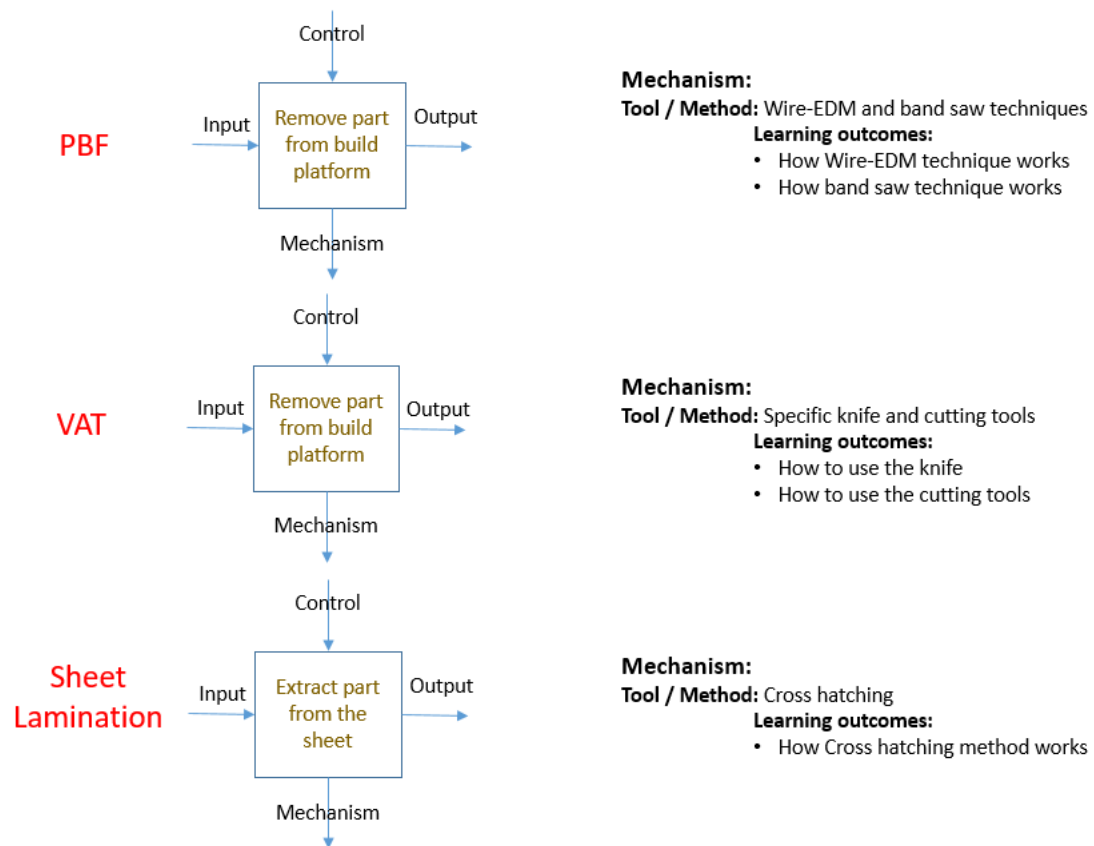 Control
PBF
Input
Remove part
from build
platform
Output
Mechanism
Mechanism:
Tool / Method: Wire-EDM and band saw techniques
Learning outcomes:
• How Wire-EDM technique works
• How band saw technique works
Control
VAT
Input
Remove part
from build
platform
Output
Mechanism
Mechanism:
Tool / Method: Specific knife and cutting tools
Learning outcomes:
• How to use the knife
• How to use the cutting tools
Control
Sheet
Lamination
Input
Extract part
from the
sheet
Output
Mechanism
Mechanism:
Tool / Method: Cross hatching
Learning outcomes:
• How Cross hatching method works